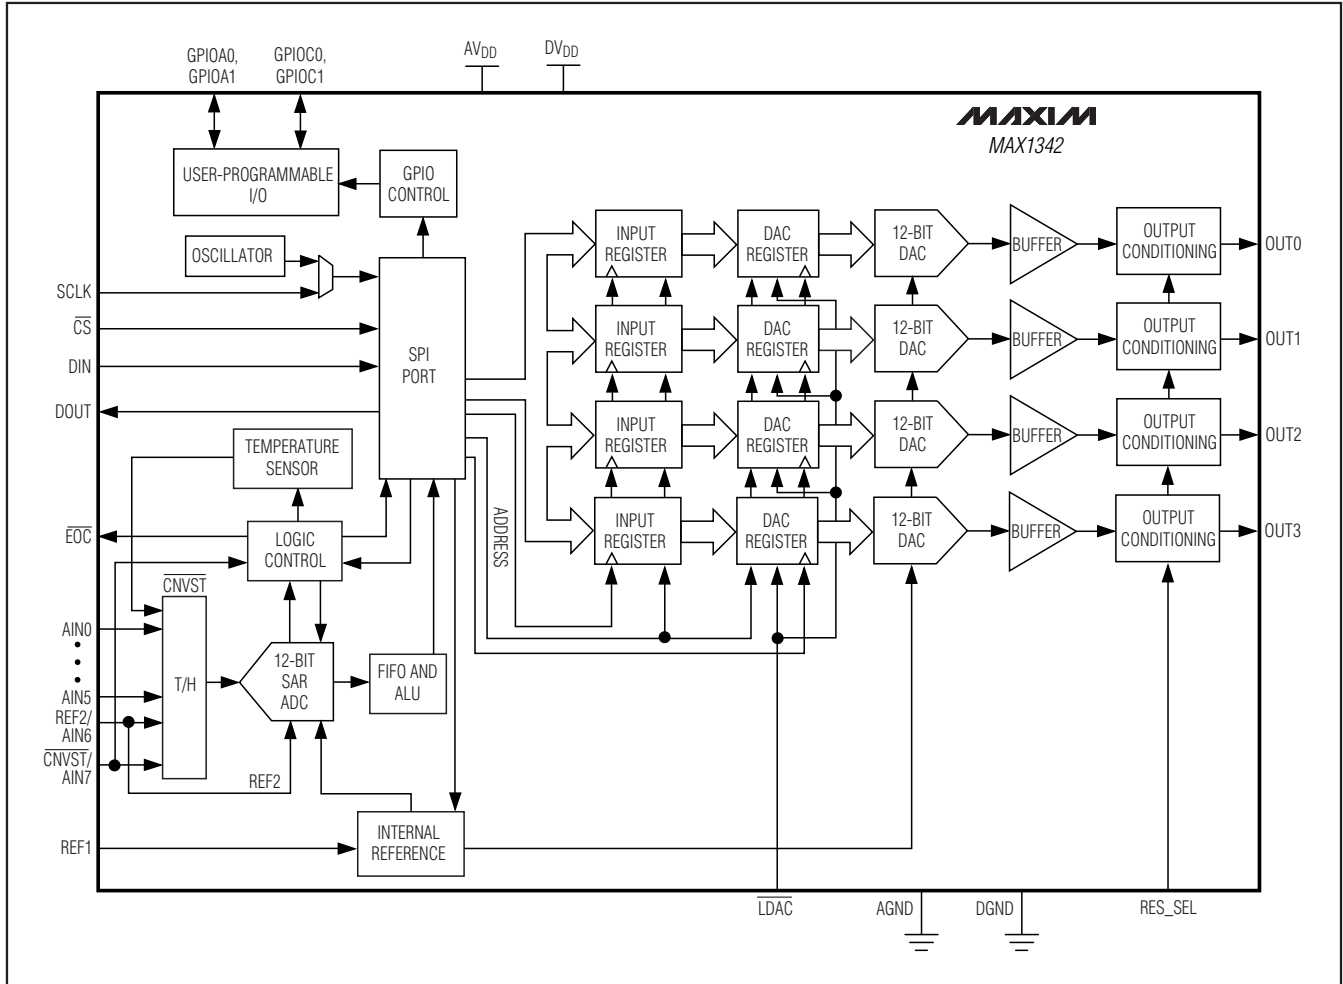 GPIOA0,
GPIOA1
GPIOC0,
GPIOC1
AVDD
DVDD
MAXIM
MAX1342
USER-PROGRAMMABLE
I/O
GPIO
CONTROL
OSCILLATOR
SCLK
CS
DIN
DOUT
SPI
PORT
TEMPERATURE
SENSOR
EOC
LOGIC
CONTROL
ADDRESS
CNVST
AIN0
AIN5
REF2/
AIN6
CNVST/
AIN7
T/H
12-BIT
SAR
ADC
FIFO AND
ALU
REF2
REF1
INTERNAL
REFERENCE
INPUT
REGISTER
DAC
REGISTER
12-BIT
DAC
BUFFER
OUTPUT
CONDITIONING
OUT0
INPUT
REGISTER
DAC
REGISTER
12-BIT
DAC
BUFFER
OUTPUT
CONDITIONING
OUT1
INPUT
REGISTER
DAC
REGISTER
12-BIT
DAC
BUFFER
OUTPUT
CONDITIONING
OUT2
INPUT
REGISTER
DAC
REGISTER
12-BIT
DAC
BUFFER
OUTPUT
CONDITIONING
OUT3
LDAC
AGND
DGND
RES_SEL